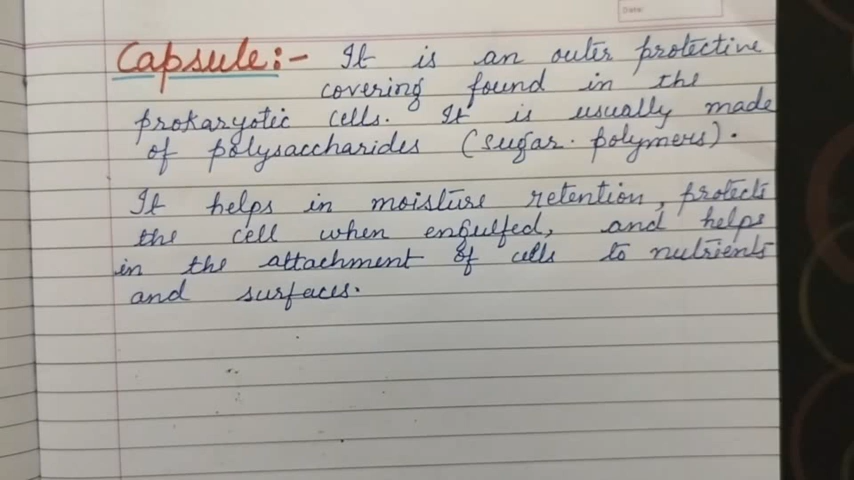 Date:
Capsule:- It is an outer protective
covering found in the
prokaryotic cells. It is usually made
of polysaccharides (sugar polymers).
It helps in moisture retention, protects
the cell when engulfed, and helps
in the attachment of cells to nutrients
and surfaces.